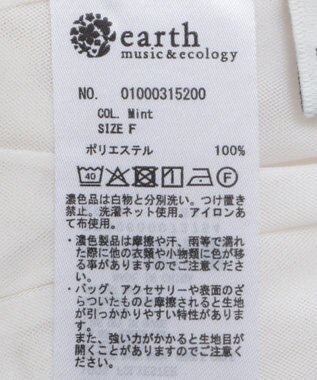 earth
music&ecology
NO. 01000315200
COL. Mint
SIZE F
ポリエステル 100%
40 F
濃色品は白物と分別洗い。つけ置き
禁止。洗濯ネット使用。アイロンあ
て布使用。
・濃色製品は摩擦や汗、雨等で濡れ
た際に他の衣類や小物類に色が移
る事がありますのでご注意くださ
い。
・バッグ、アクセサリーや表面のざ
らついたものと摩擦されると生地
が引っかかりやすい特性がありま
す。
また、強い力がかかると生地目が
開くことがありますのでご注意く
ださい。